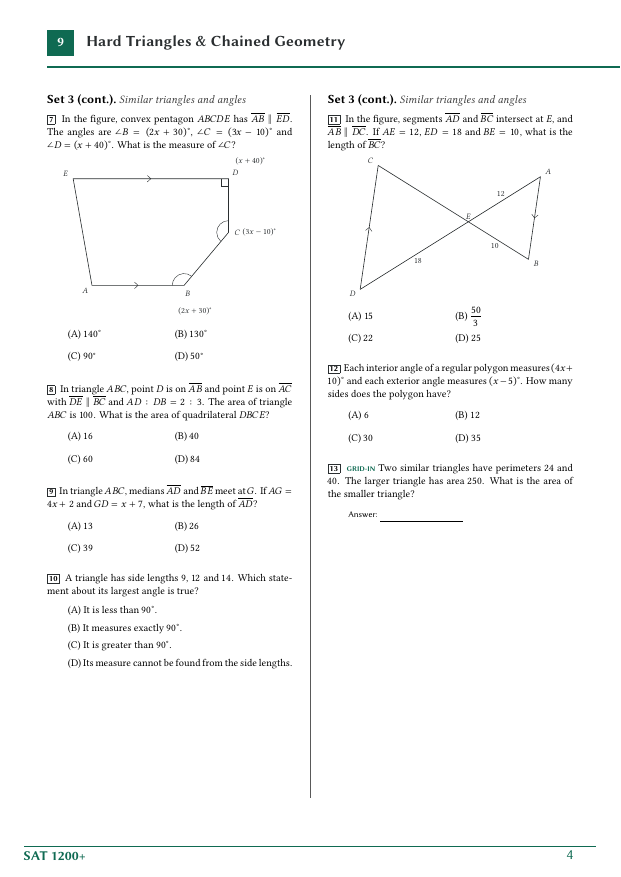 9
Hard Triangles & Chained Geometry
Set 3 (cont.). Similar triangles and angles
7 In the figure, convex pentagon ABCDE has AB ∥ ED.
The angles are ∠B = (2x + 30)°, ∠C = (3x − 10)° and
∠D = (x + 40)°. What is the measure of ∠C?
(x + 40)°
E
D
C (3x − 10)°
A
B
(2x + 30)°
(A) 140° (B) 130°
(C) 90° (D) 50°
8 In triangle ABC, point D is on AB and point E is on AC
with DE ∥ BC and AD : DB = 2 : 3. The area of triangle
ABC is 100. What is the area of quadrilateral DBCE?
(A) 16 (B) 40
(C) 60 (D) 84
9 In triangle ABC, medians AD and BE meet at G. If AG =
4x + 2 and GD = x + 7, what is the length of AD?
(A) 13 (B) 26
(C) 39 (D) 52
10 A triangle has side lengths 9, 12 and 14. Which state-
ment about its largest angle is true?
(A) It is less than 90°.
(B) It measures exactly 90°.
(C) It is greater than 90°.
(D) Its measure cannot be found from the side lengths.
Set 3 (cont.). Similar triangles and angles
11 In the figure, segments AD and BC intersect at E, and
AB ∥ DC. If AE = 12, ED = 18 and BE = 10, what is the
length of BC?
C
A
12
E
10
B
18
D
(A) 15 (B) 50/3
(C) 22 (D) 25
12 Each interior angle of a regular polygon measures (4x+
10)° and each exterior angle measures (x − 5)°. How many
sides does the polygon have?
(A) 6 (B) 12
(C) 30 (D) 35
13 GRID-IN Two similar triangles have perimeters 24 and
40. The larger triangle has area 250. What is the area of
the smaller triangle?
Answer:
SAT 1200+
4